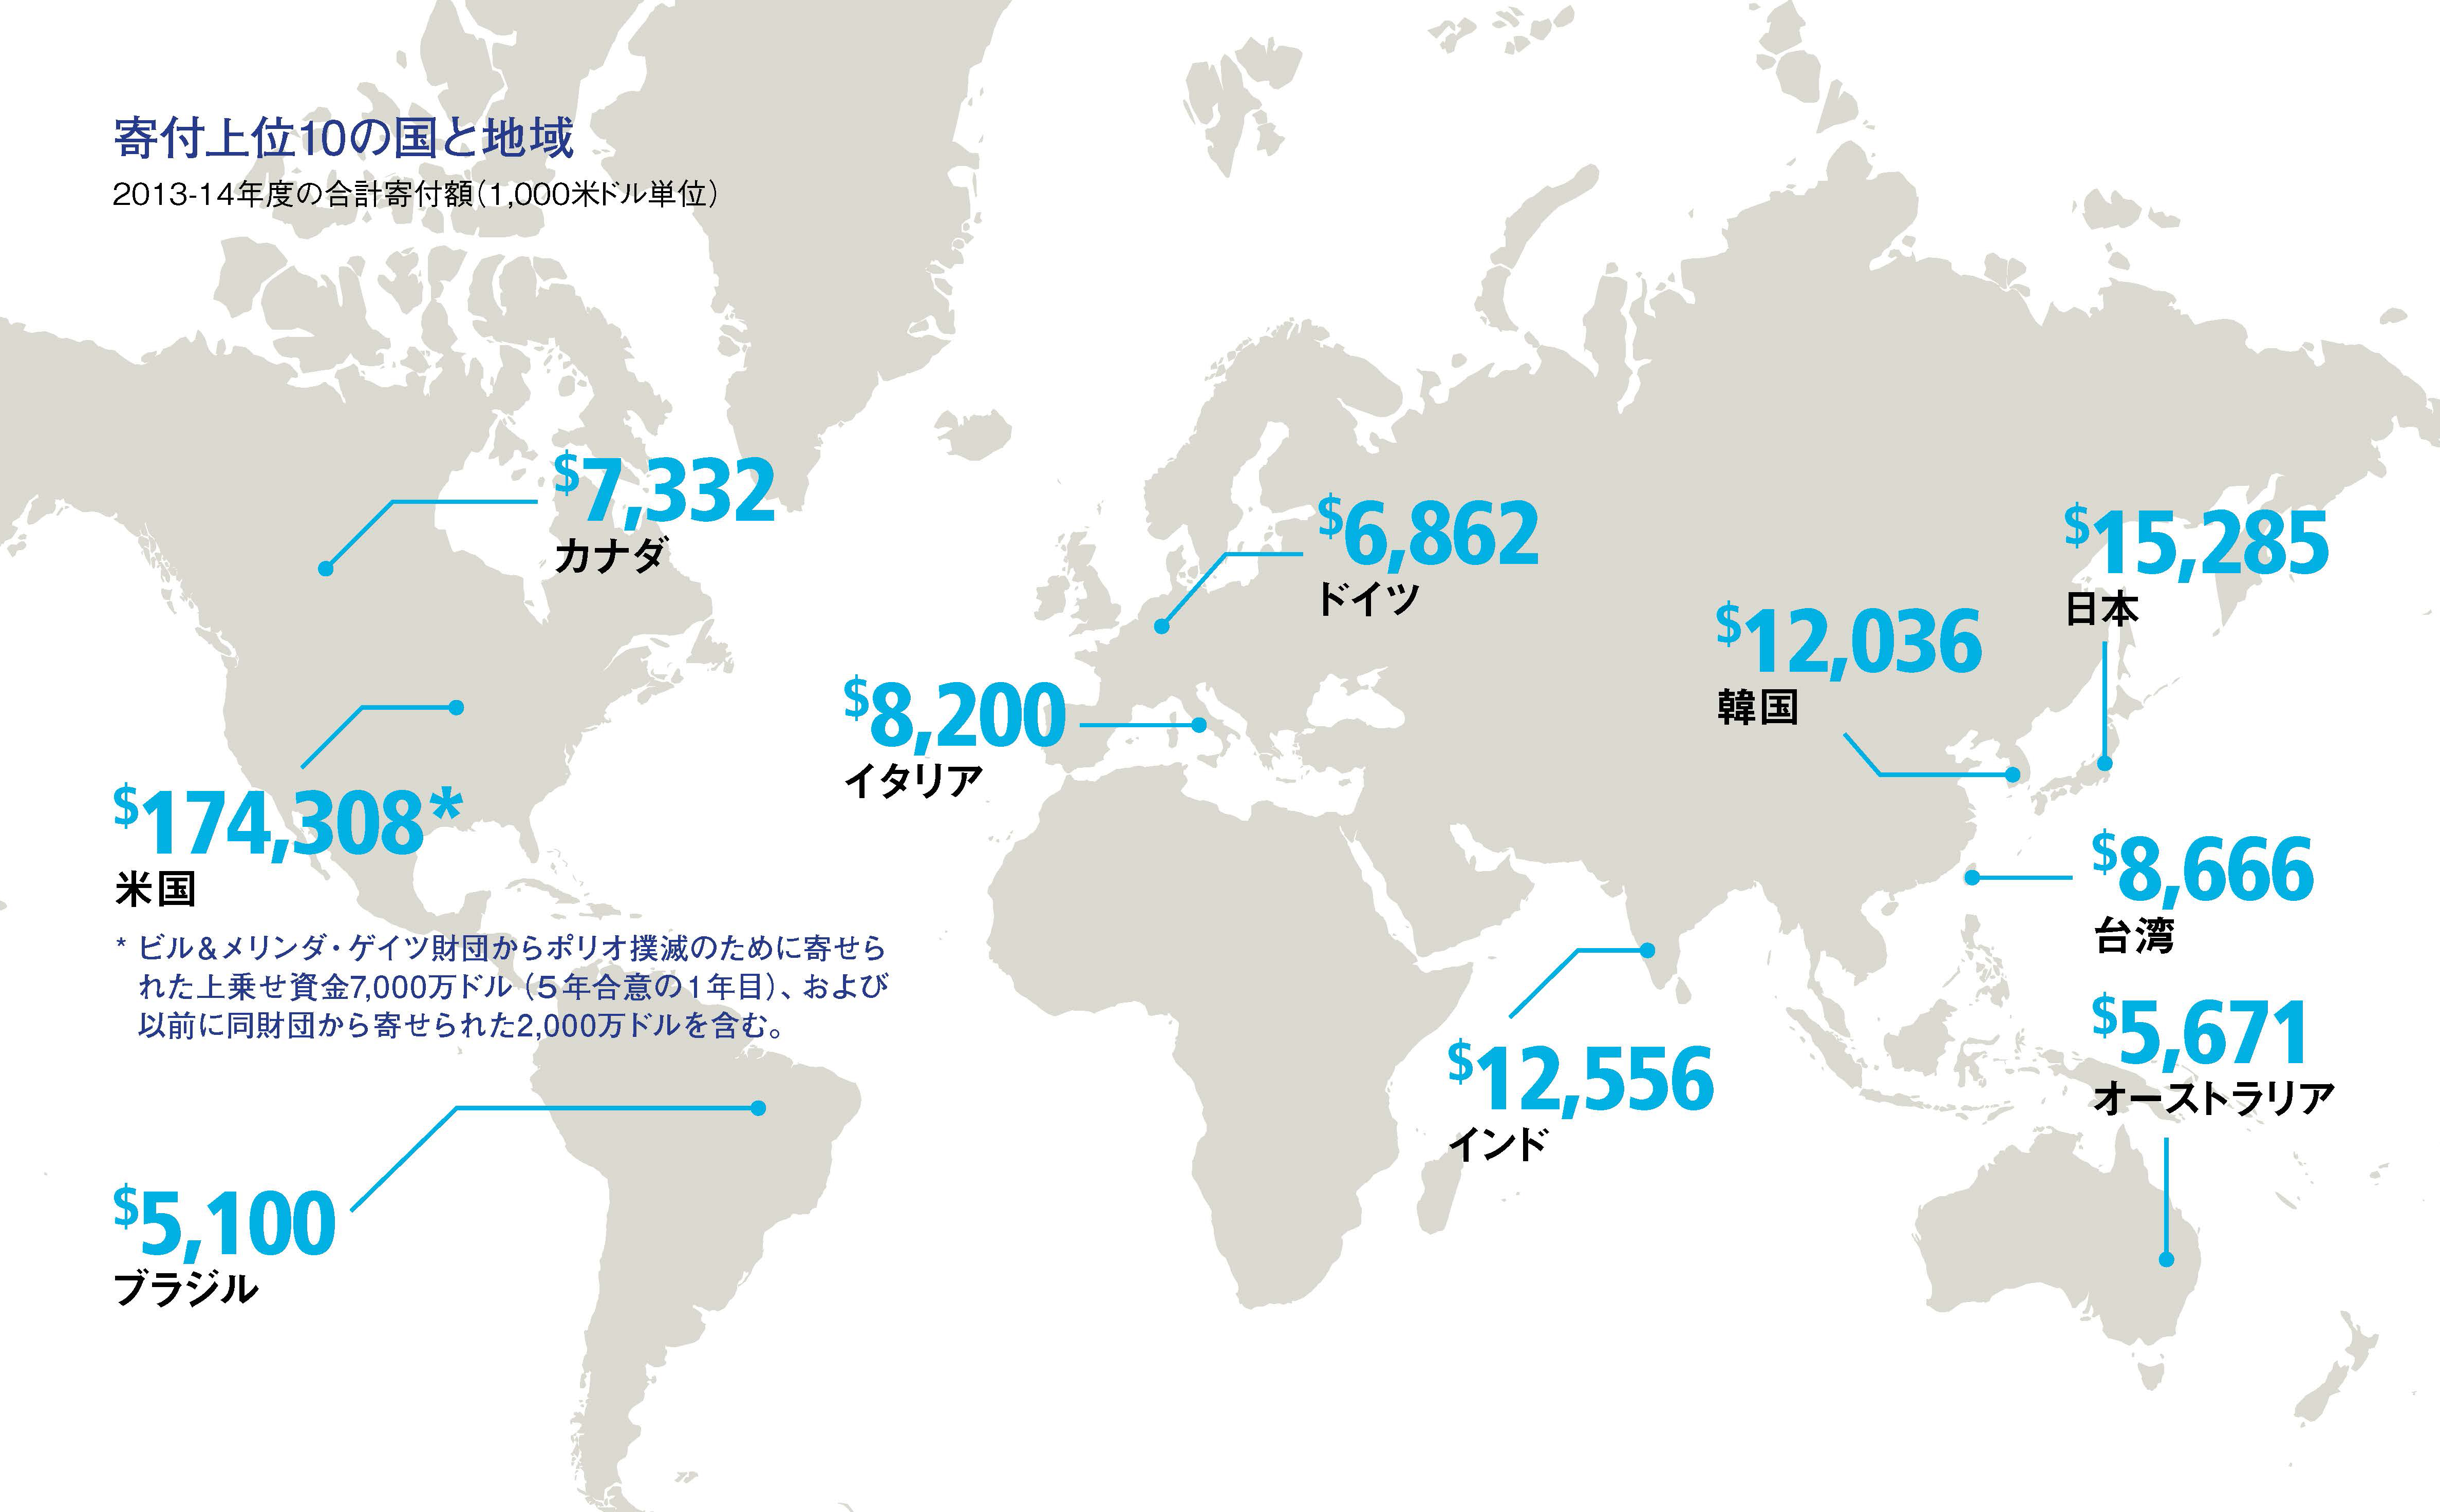 寄付上位10の国と地域
2013-14年度の合計寄付額（1,000米ドル単位）
$7,332
カナダ
$6,862
ドイツ
$15,285
日本
$12,036
韓国
$8,200
イタリア
$174,308*
米国
* ビル＆メリンダ・ゲイツ財団からポリオ撲滅のために寄せら
れた上乗せ資金7,000万ドル（5年合意の1年目）、および
以前に同財団から寄せられた2,000万ドルを含む。
$8,666
台湾
$5,671
オーストラリア
$12,556
インド
$5,100
ブラジル